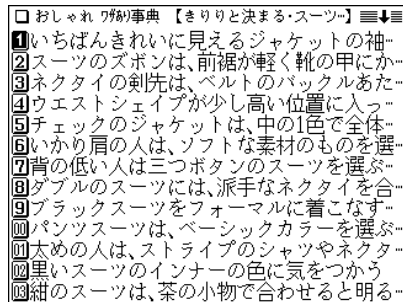 おしゃれ ワザあり事典 【きりりと決まる・スーツ…】
1いちばんきれいに見えるジャケットの袖…
2スーツのズボンは、前裾が軽く靴の甲にか…
3ネクタイの剣先は、ベルトのバックルあた…
4ウエストシェイプが少し高い位置に入っ…
5チェックのジャケットは、中の1色で全体…
6いかり肩の人は、ソフトな素材のものを選…
7背の低い人は三つボタンのスーツを選ぶ…
8ダブルのスーツには、派手なネクタイを合…
9ブラックスーツをフォーマルに着こなす…
00パンツスーツは、ベーシックカラーを選ぶ…
01太めの人は、ストライプのシャツやネクタ…
02黒いスーツのインナーの色に気をつかう
03紺のスーツは、茶の小物で合わせると明る…